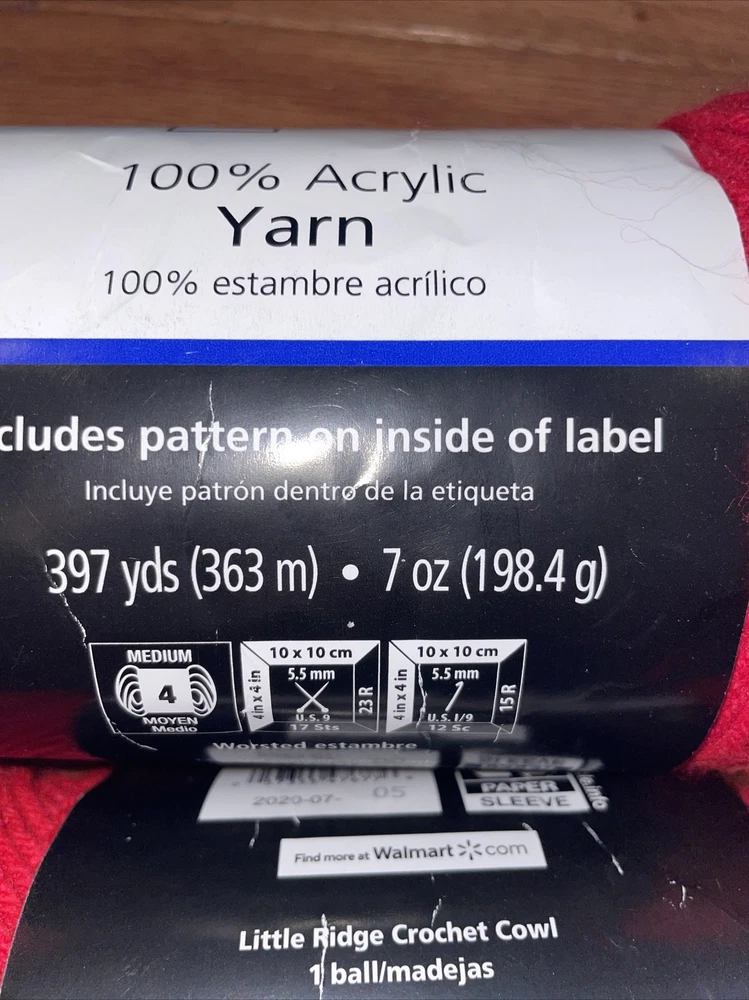 100% Acrylic
Yarn
100% estambre acrílico
cludes pattern on inside of label
Incluye patrón dentro de la etiqueta
397 yds (363 m) • 7 oz (198.4 g)
MEDIUM
4
MOYEN
Medio
10 x 10 cm
4 in x 4 in
5.5 mm
U.S. 9
23 R
17 Sts
10 x 10 cm
4 in x 4 in
5.5 mm
U.S. I/9
15 R
12 Sc
Worsted estambre
2020-07- 05
PAPER
SLEEVE
Find more at Walmart com
Little Ridge Crochet Cowl
1 ball/madejas